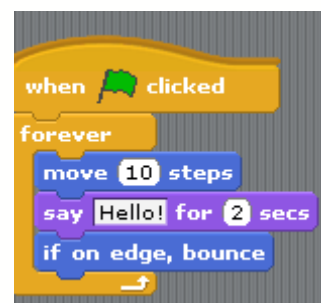 when clicked
forever
move 10 steps
say Hello! for 2 secs
if on edge, bounce